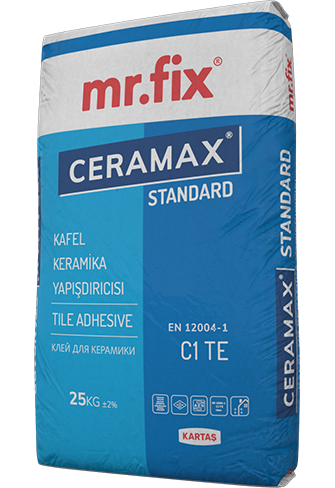 mr.fix®
CERAMAX®
STANDARD
KAFEL
KERAMİKA
YAPIŞDIRICISI
TILE ADHESIVE
КЛЕЙ ДЛЯ КЕРАМИКИ
EN 12004-1
C1 TE
25KG ±2%
KARTAŞ
CERAMAX®
STANDARD